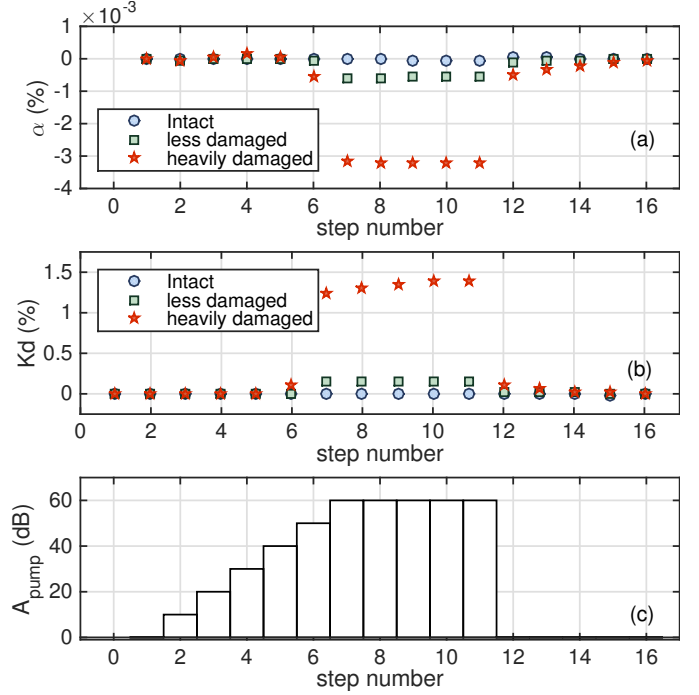 × 10⁻³
0
-1
-2
-3
-4
α (%)
Intact
less damaged
heavily damaged
(a)
0 2 4 6 8 10 12 14 16
step number
1.5
1
0.5
0
Kd (%)
Intact
less damaged
heavily damaged
(b)
0 2 4 6 8 10 12 14 16
step number
60
40
20
0
A_pump (dB)
(c)
0 2 4 6 8 10 12 14 16
step number